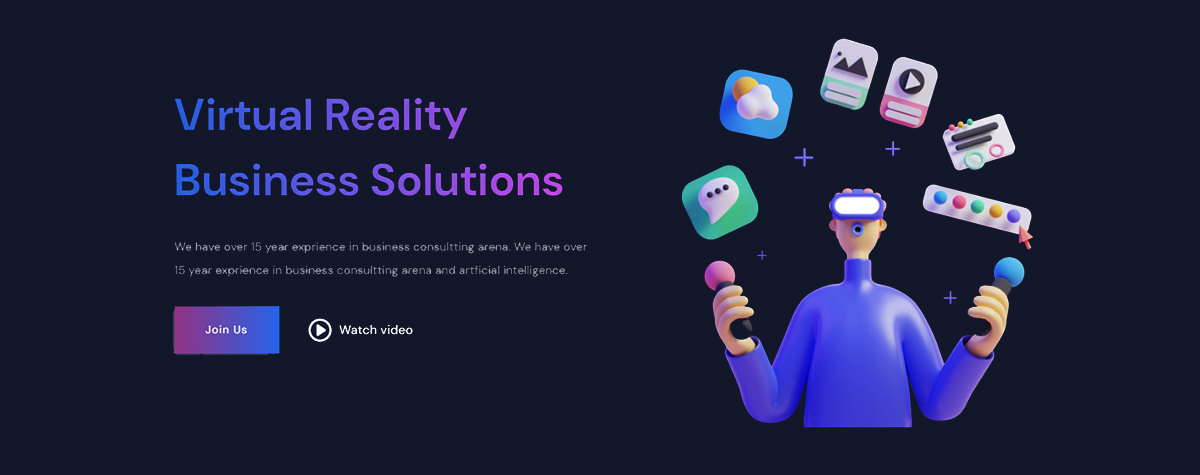 Virtual Reality
Business Solutions
We have over 15 year exprience in business consultting arena. We have over
15 year exprience in business consultting arena and artficial intelligence.
Join Us
Watch video